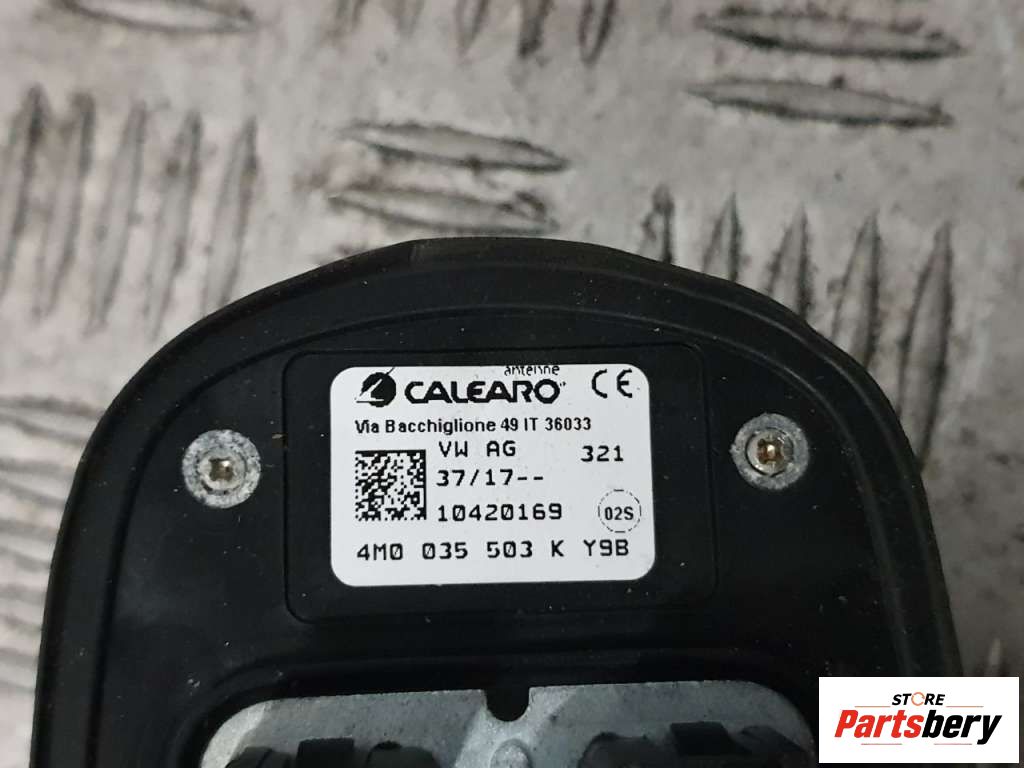 antenne
CALEARO CE
Via Bacchiglione 49 IT 36033
VW AG 321
37/17--
10420169 02S
4M0 035 503 K Y9B
STORE
Partsbery